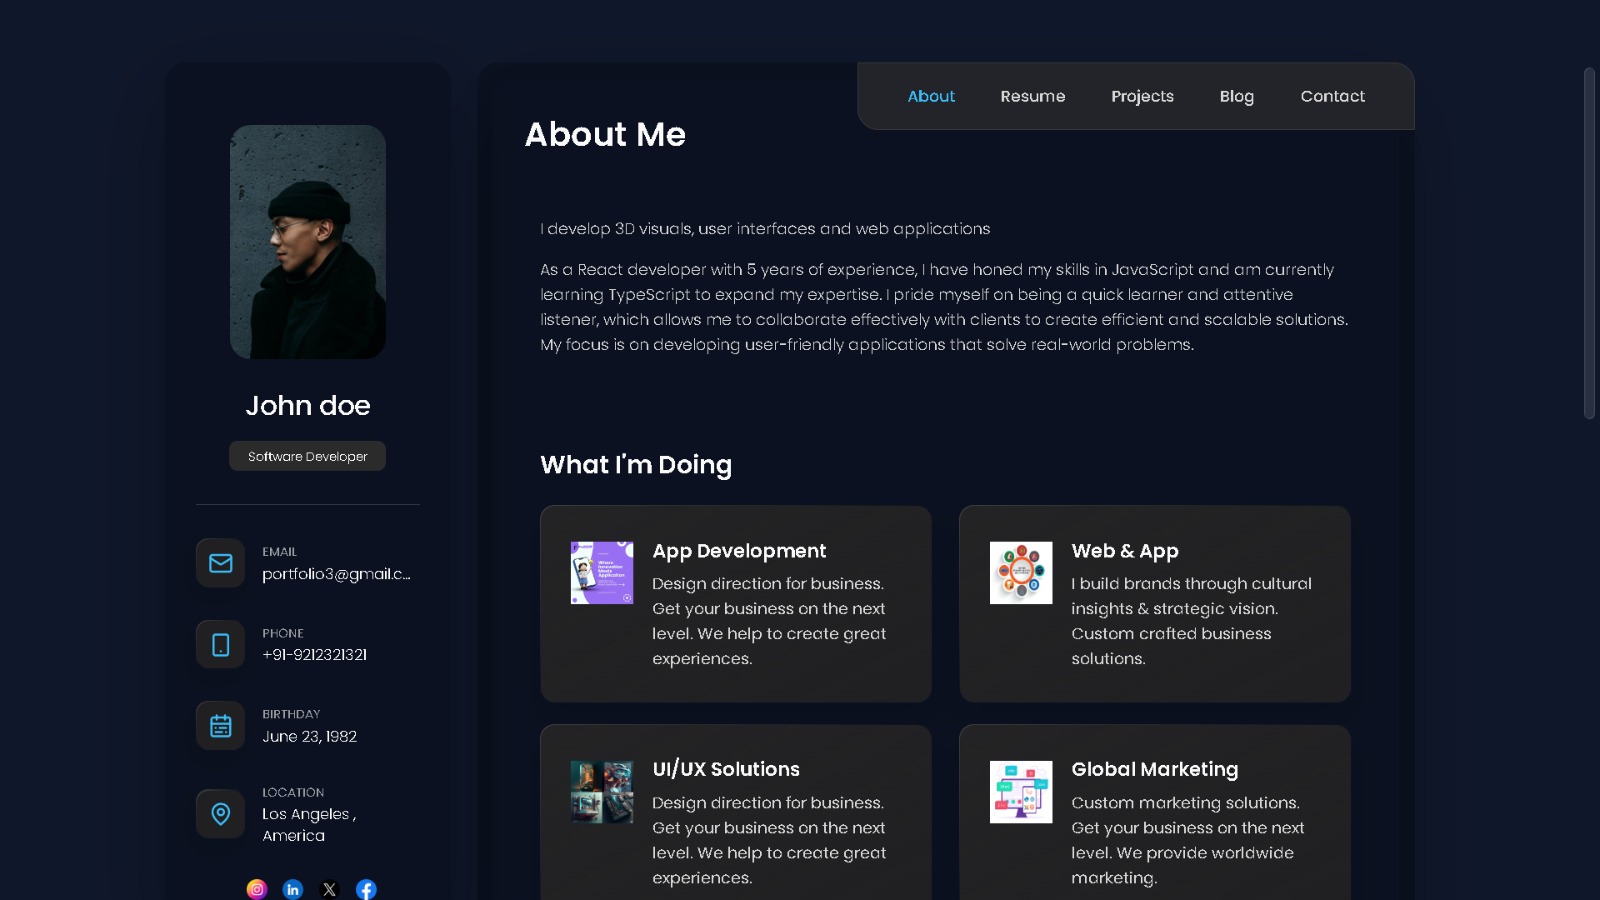 About
Resume
Projects
Blog
Contact
About Me
I develop 3D visuals, user interfaces and web applications
As a React developer with 5 years of experience, I have honed my skills in JavaScript and am currently
learning TypeScript to expand my expertise. I pride myself on being a quick learner and attentive
listener, which allows me to collaborate effectively with clients to create efficient and scalable solutions.
My focus is on developing user-friendly applications that solve real-world problems.
John doe
Software Developer
EMAIL
portfolio3@gmail.c...
PHONE
+91-9212321321
BIRTHDAY
June 23, 1982
LOCATION
Los Angeles ,
America
What I'm Doing
App Development
Design direction for business.
Get your business on the next
level. We help to create great
experiences.
Web & App
I build brands through cultural
insights & strategic vision.
Custom crafted business
solutions.
UI/UX Solutions
Design direction for business.
Get your business on the next
level. We help to create great
experiences.
Global Marketing
Custom marketing solutions.
Get your business on the next
level. We provide worldwide
marketing.